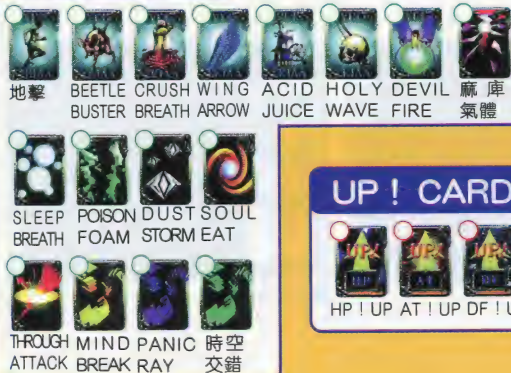 地擊 BEETLE CRUSH WING ACID HOLY DEVIL 麻 庫
BUSTER BREATH ARROW JUICE WAVE FIRE 氣體
SLEEP POISON DUST SOUL
BREATH FOAM STORM EAT
UP! CARD
HP!UP AT!UP DF!U
THROUGH MIND PANIC 時空
ATTACK BREAK RAY 交錯